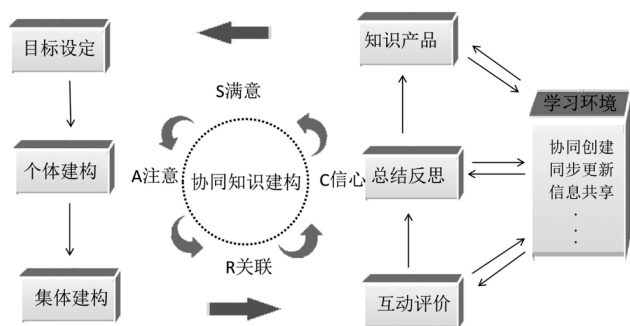 目标设定
知识产品
S满意
学习环境
协同创建
同步更新
信息共享
·
·
·
个体建构
A注意
协同知识建构
C信心
总结反思
R关联
集体建构
互动评价